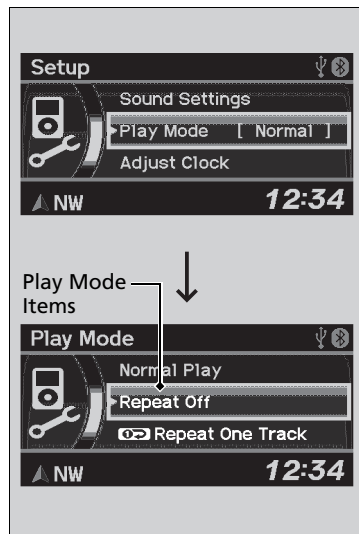 Setup
Sound Settings
Play Mode [ Normal ]
Adjust Clock
NW 12:34
Play Mode
Items
Play Mode
Normal Play
Repeat Off
Repeat One Track
NW 12:34